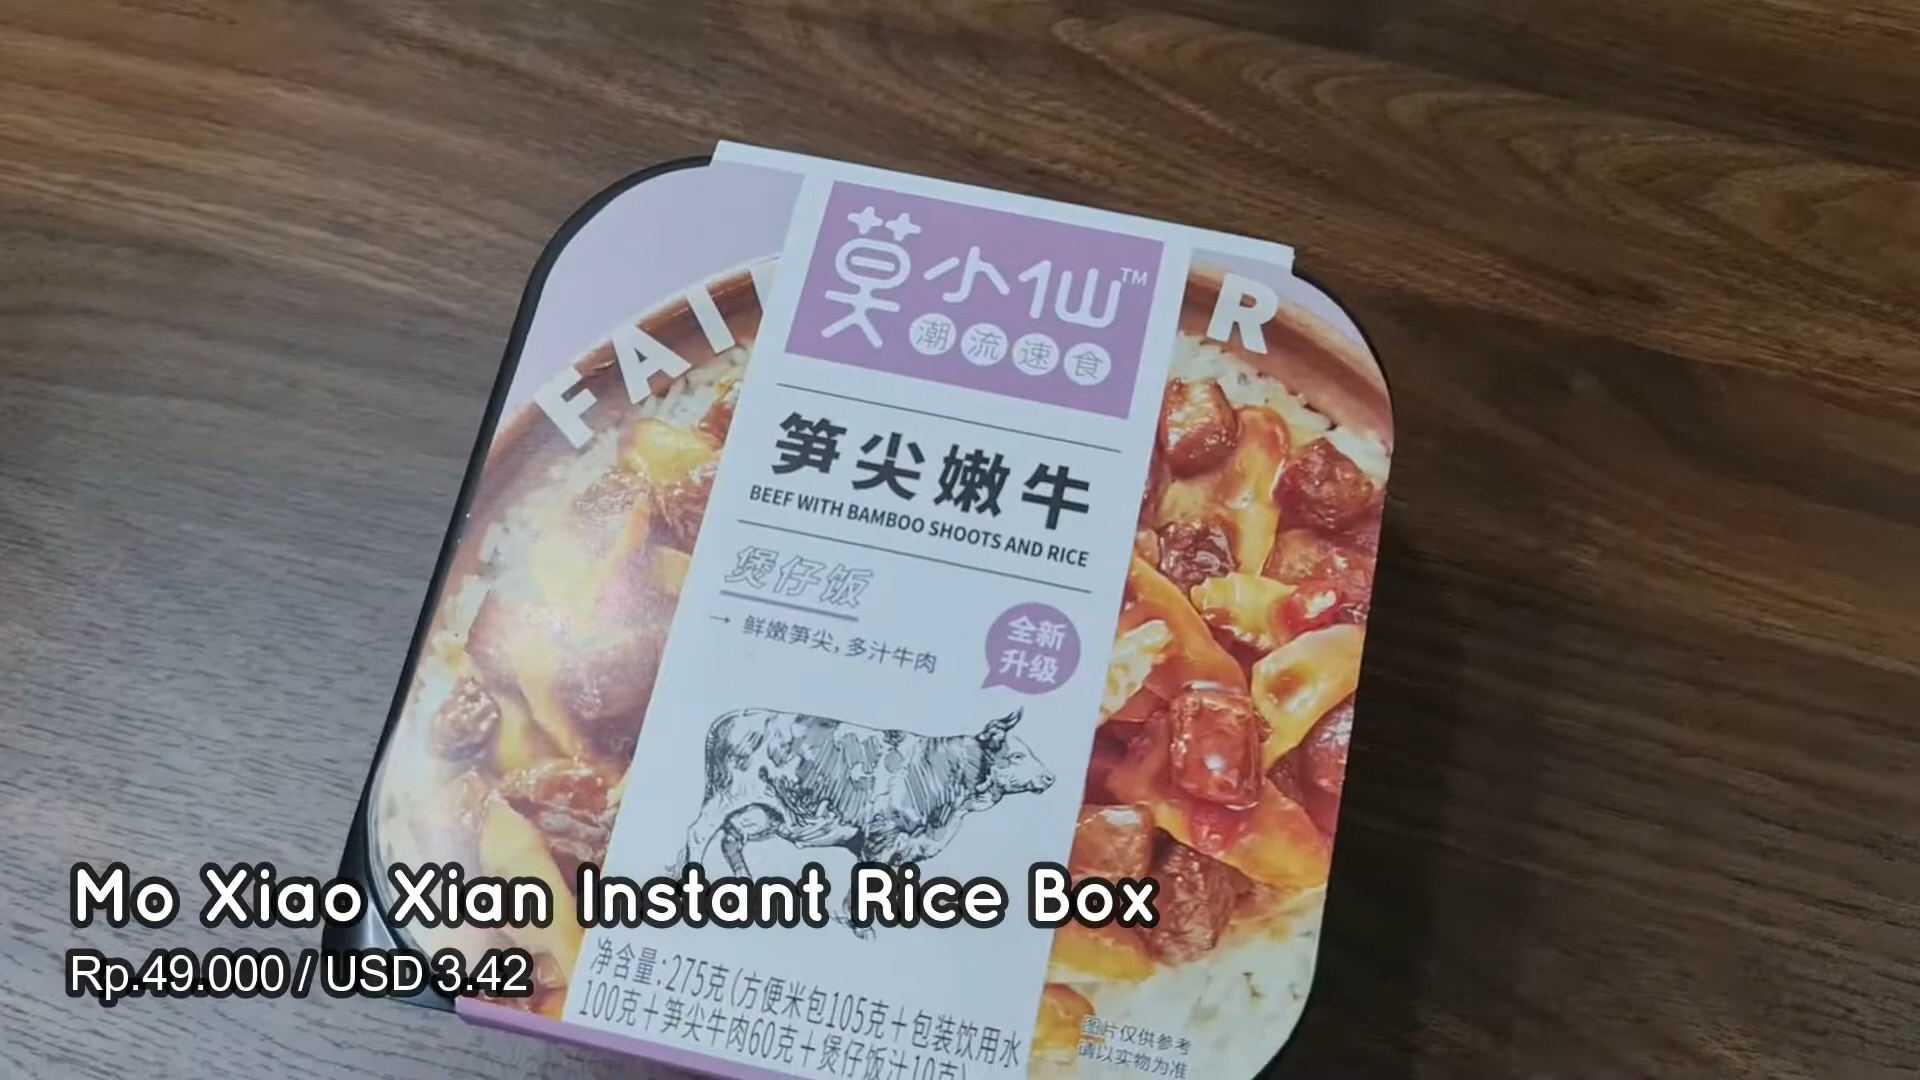 莫小仙™
潮流速食
FAI
R
笋尖嫩牛
BEEF WITH BAMBOO SHOOTS AND RICE
煲仔饭
→ 鲜嫩笋尖，多汁牛肉
全新
升级
Mo Xiao Xian Instant Rice Box
Rp.49.000 / USD 3.42
净含量:275克(方便米包105克+包装饮用水
100克+笋尖牛肉60克+煲仔饭汁10克)
图片仅供参考
请以实物为准